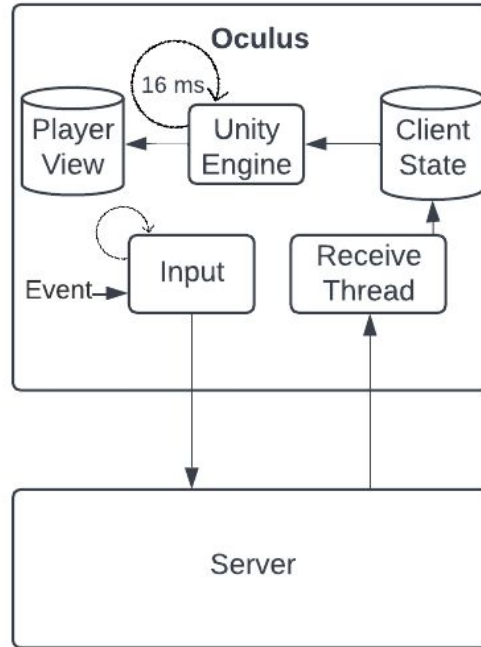 Oculus
16 ms
Player
View
Unity
Engine
Client
State
Event
Input
Receive
Thread
Server